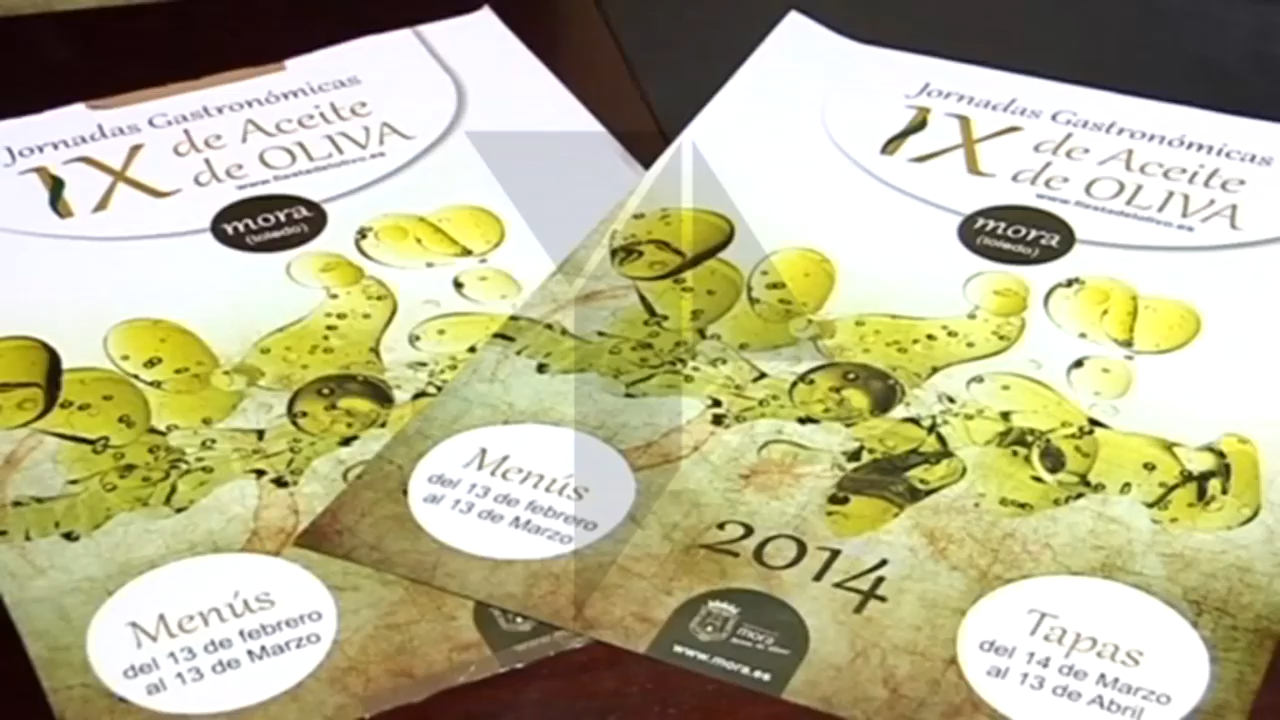 Jornadas Gastronómicas
IX de Aceite
de OLIVA
www.fiestadelolivo.es
mora
(toledo)
Menús
del 13 de febrero
al 13 de Marzo
Jornadas Gastronómicas
IX de Aceite
de OLIVA
www.fiestadelolivo.es
mora
(toledo)
Menús
del 13 de febrero
al 13 de Marzo
2014
mora
www.mora.es
Tapas
del 14 de Marzo
al 13 de Abril